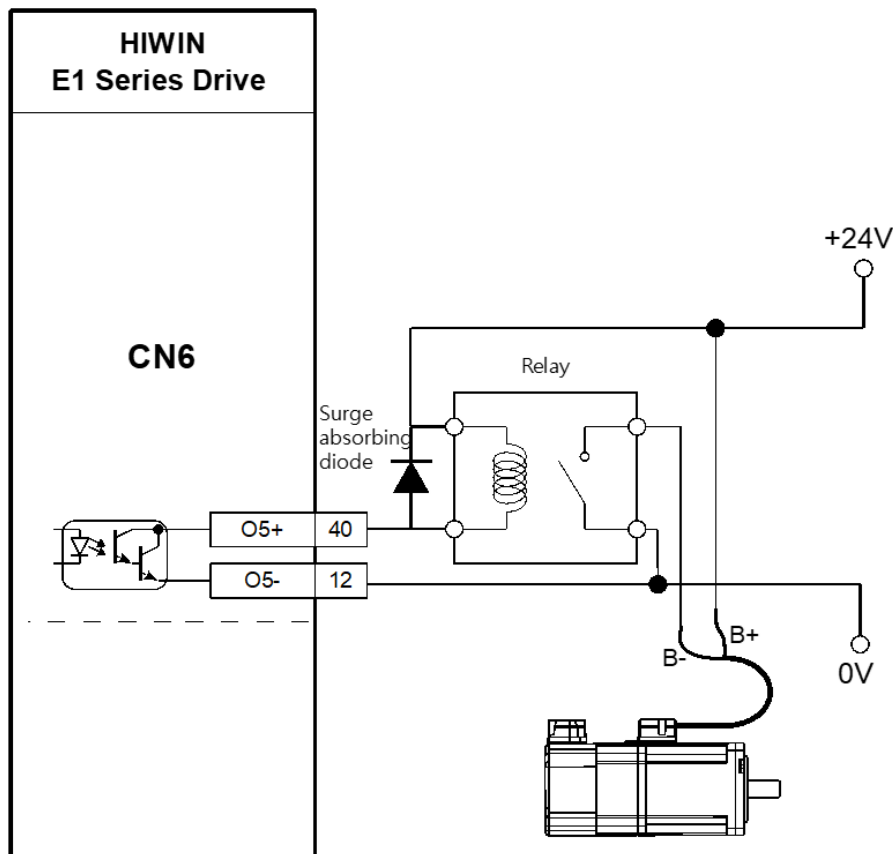 HIWIN
E1 Series Drive
+24V
CN6
Relay
Surge
absorbing
diode
O5+ 40
O5- 12
B+
B-
0V